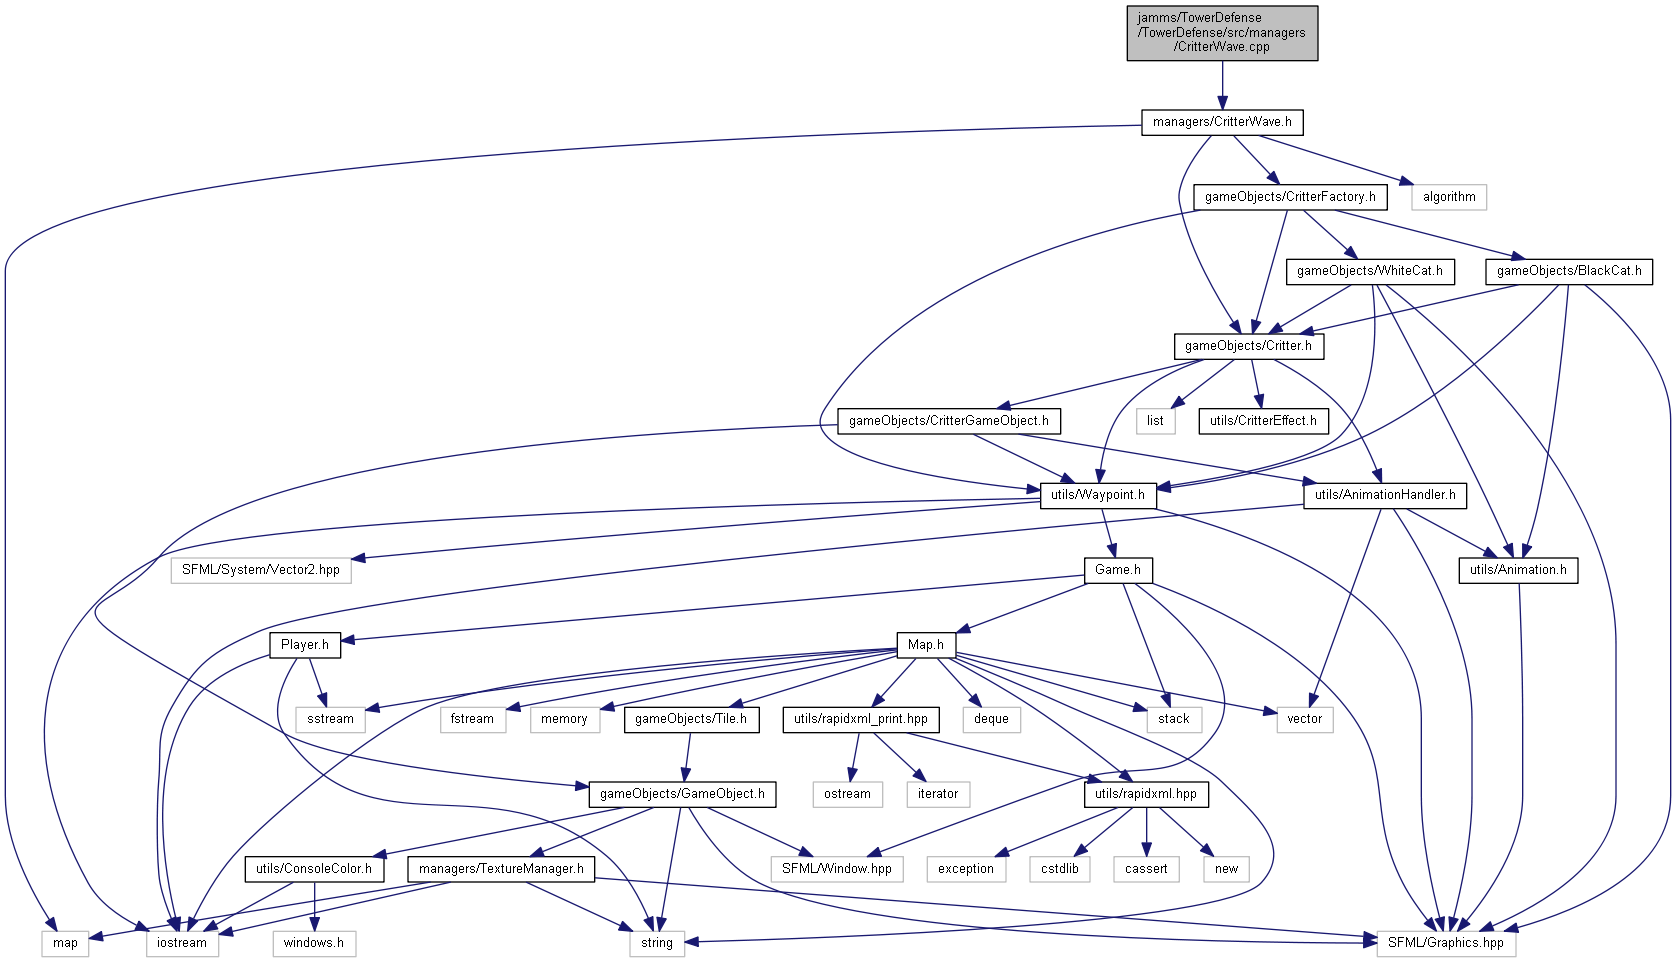 jamms/TowerDefense
/TowerDefense/src/managers
/CritterWave.cpp
managers/CritterWave.h
gameObjects/CritterFactory.h
algorithm
gameObjects/WhiteCat.h
gameObjects/BlackCat.h
gameObjects/Critter.h
gameObjects/CritterGameObject.h
list
utils/CritterEffect.h
utils/Waypoint.h
utils/AnimationHandler.h
SFML/System/Vector2.hpp
Game.h
utils/Animation.h
Player.h
Map.h
sstream
fstream
memory
gameObjects/Tile.h
utils/rapidxml_print.hpp
deque
stack
vector
gameObjects/GameObject.h
ostream
iterator
utils/rapidxml.hpp
utils/ConsoleColor.h
managers/TextureManager.h
SFML/Window.hpp
exception
cstdlib
cassert
new
map
iostream
windows.h
string
SFML/Graphics.hpp